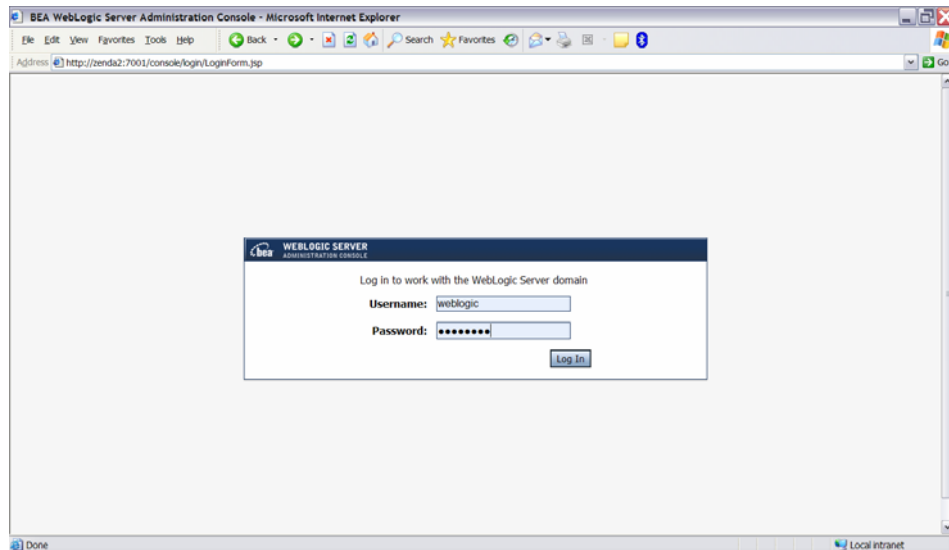 BEA WebLogic Server Administration Console - Microsoft Internet Explorer
File Edit View Favorites Tools Help Back Search Favorites
Address http://zenda2:7001/console/login/LoginForm.jsp Go
bea WEBLOGIC SERVER
ADMINISTRATION CONSOLE
Log in to work with the WebLogic Server domain
Username: weblogic
Password: ●●●●●●●●
Log In
Done Local intranet